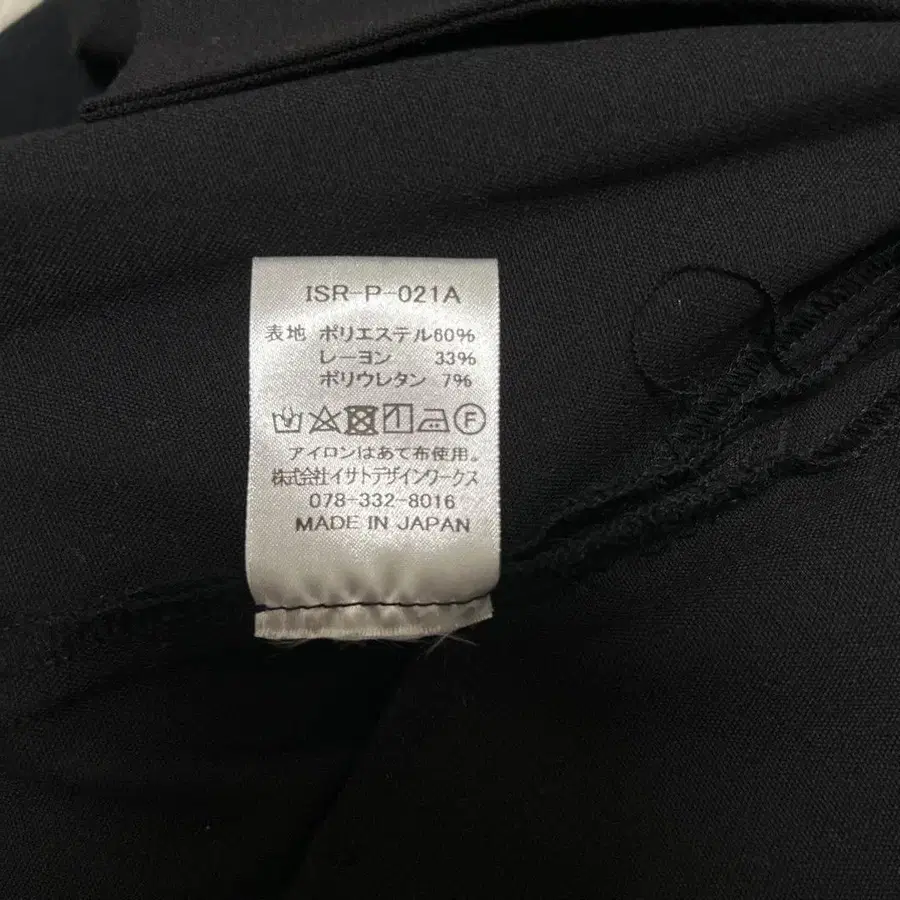 ISR-P-021A
表地 ポリエステル60%
レーヨン 33%
ポリウレタン 7%
F
アイロンはあて布使用。
株式会社イサトデザインワークス
078-332-8016
MADE IN JAPAN